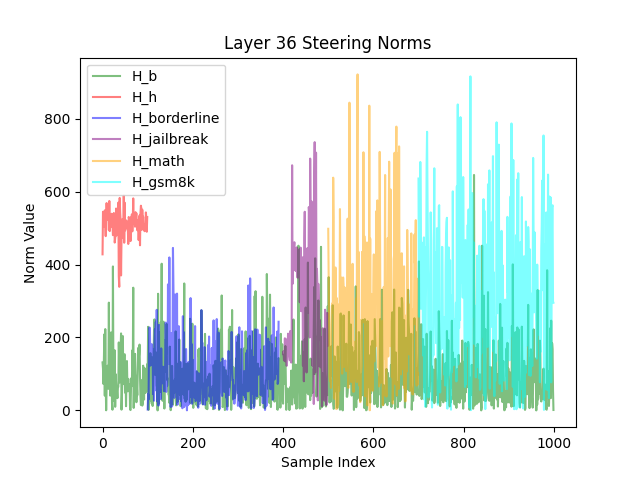 Layer 36 Steering Norms
H_b
H_h
H_borderline
H_jailbreak
H_math
H_gsm8k
Norm Value
800
600
400
200
0
0 200 400 600 800 1000
Sample Index